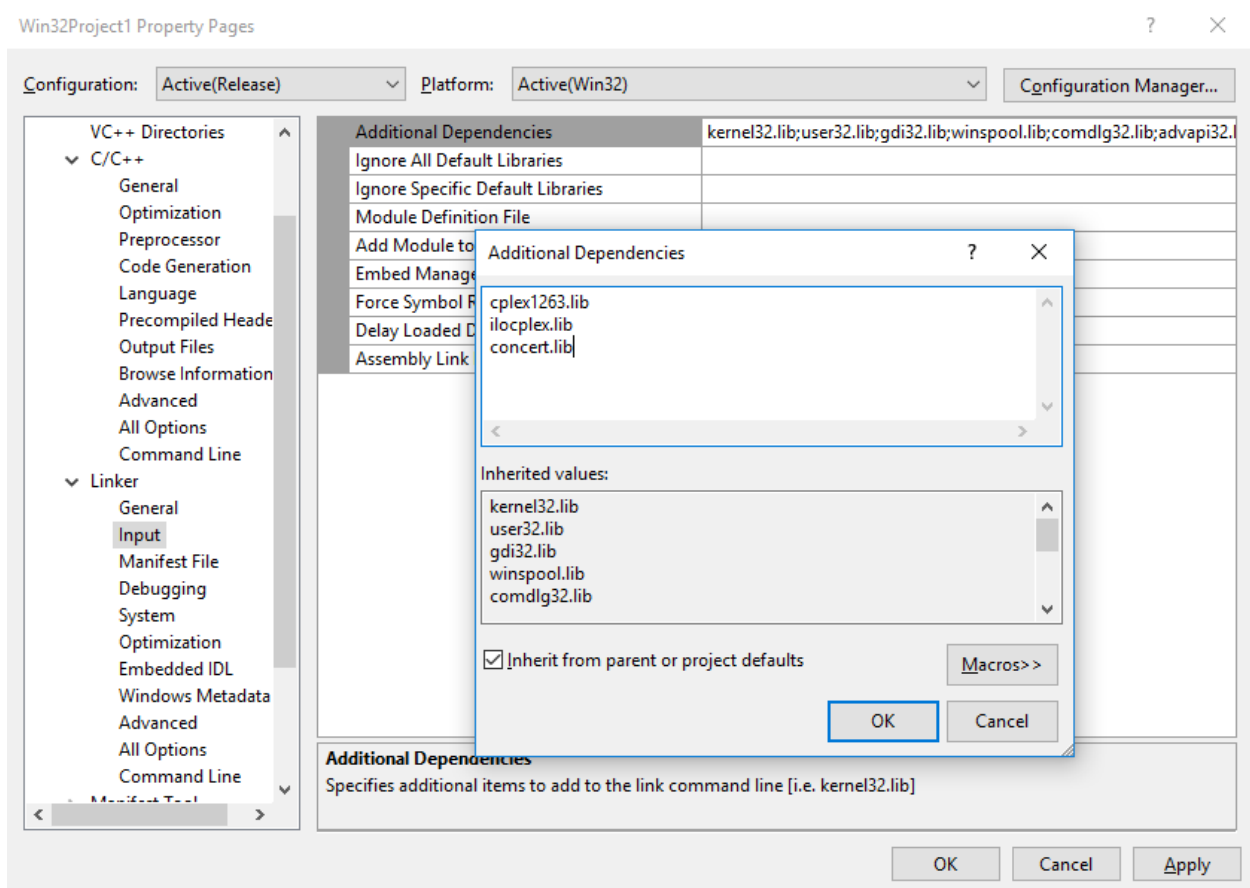 Win32Project1 Property Pages
Configuration: Active(Release) Platform: Active(Win32) Configuration Manager...
VC++ Directories
C/C++
General
Optimization
Preprocessor
Code Generation
Language
Precompiled Heade
Output Files
Browse Information
Advanced
All Options
Command Line
Linker
General
Input
Manifest File
Debugging
System
Optimization
Embedded IDL
Windows Metadata
Advanced
All Options
Command Line
Manifest Tool
Additional Dependencies kernel32.lib;user32.lib;gdi32.lib;winspool.lib;comdlg32.lib;advapi32.l
Ignore All Default Libraries
Ignore Specific Default Libraries
Module Definition File
Add Module to
Embed Manage
Force Symbol R
Delay Loaded D
Assembly Link
Additional Dependencies ?
cplex1263.lib
ilocplex.lib
concert.lib
Inherited values:
kernel32.lib
user32.lib
gdi32.lib
winspool.lib
comdlg32.lib
Inherit from parent or project defaults
Macros>>
OK Cancel
Additional Dependencies
Specifies additional items to add to the link command line [i.e. kernel32.lib]
OK Cancel Apply